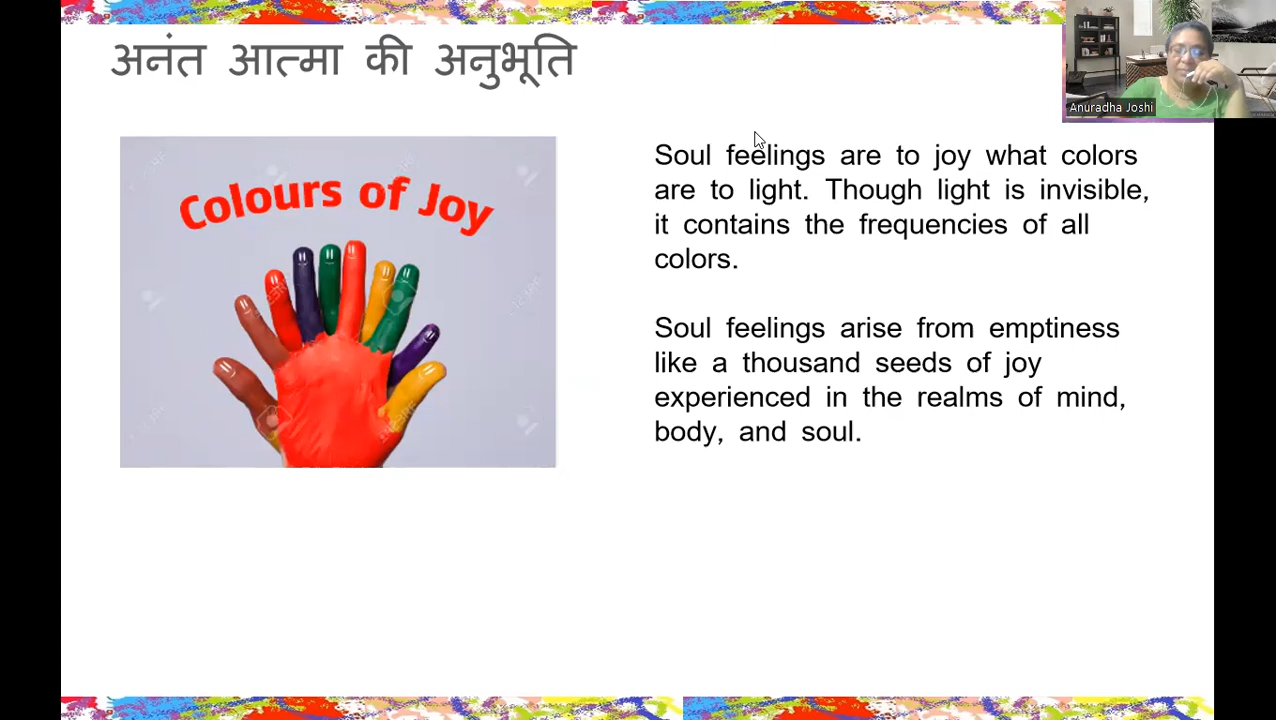 अनंत आत्मा की अनुभूति
Anuradha Joshi
Colours of Joy
Soul feelings are to joy what colors
are to light. Though light is invisible,
it contains the frequencies of all
colors.
Soul feelings arise from emptiness
like a thousand seeds of joy
experienced in the realms of mind,
body, and soul.